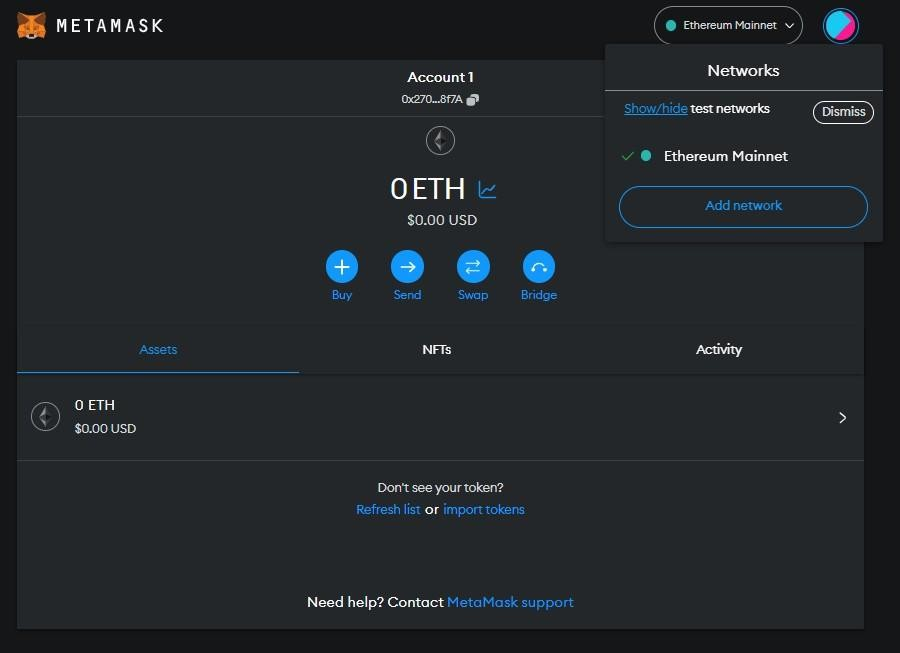 METAMASK
Ethereum Mainnet
Networks
Show/hide test networks
Dismiss
Ethereum Mainnet
Add network
Account 1
0x270...8f7A
0 ETH
$0.00 USD
Buy Send Swap Bridge
Assets NFTs Activity
0 ETH
$0.00 USD
Don't see your token?
Refresh list or import tokens
Need help? Contact MetaMask support